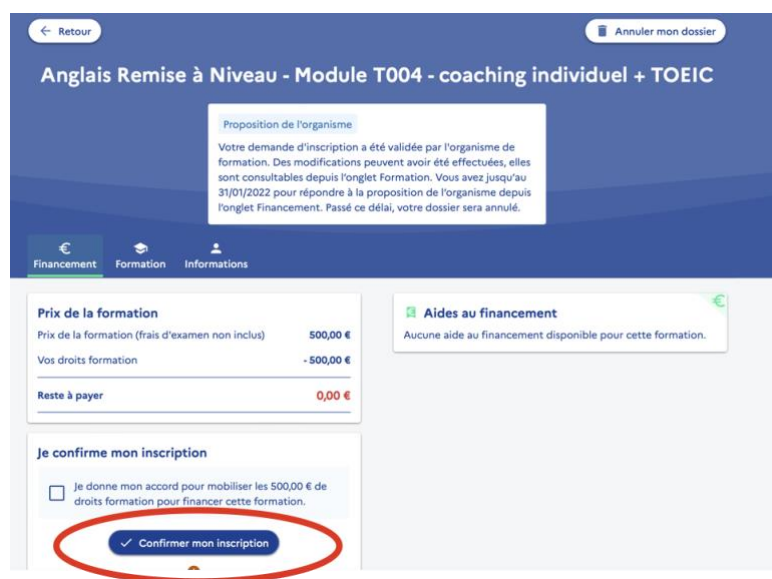 Retour
Annuler mon dossier
Anglais Remise à Niveau - Module T004 - coaching individuel + TOEIC
Proposition de l'organisme
Votre demande d'inscription a été validée par l'organisme de
formation. Des modifications peuvent avoir été effectuées, elles
sont consultables depuis l'onglet Formation. Vous avez jusqu'au
31/01/2022 pour répondre à la proposition de l'organisme depuis
l'onglet Financement. Passé ce délai, votre dossier sera annulé.
€
Financement Formation Informations
Prix de la formation
Prix de la formation (frais d'examen non inclus) 500,00 €
Vos droits formation - 500,00 €
Reste à payer 0,00 €
€
Aides au financement
Aucune aide au financement disponible pour cette formation.
Je confirme mon inscription
Je donne mon accord pour mobiliser les 500,00 € de
droits formation pour financer cette formation.
Confirmer mon inscription